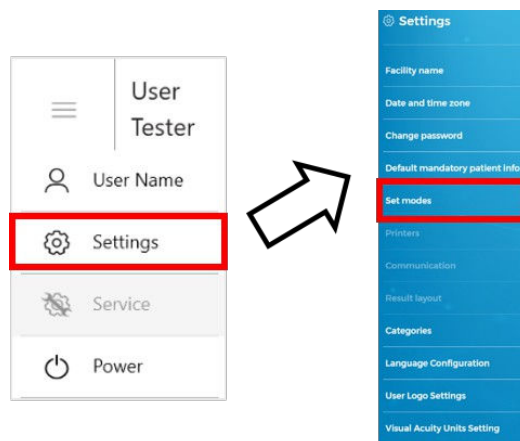 User
Tester
User Name
Settings
Service
Power
Settings
Facility name
Date and time zone
Change password
Default mandatory patient info
Set modes
Printers
Communication
Result layout
Categories
Language Configuration
User Logo Settings
Visual Acuity Units Setting